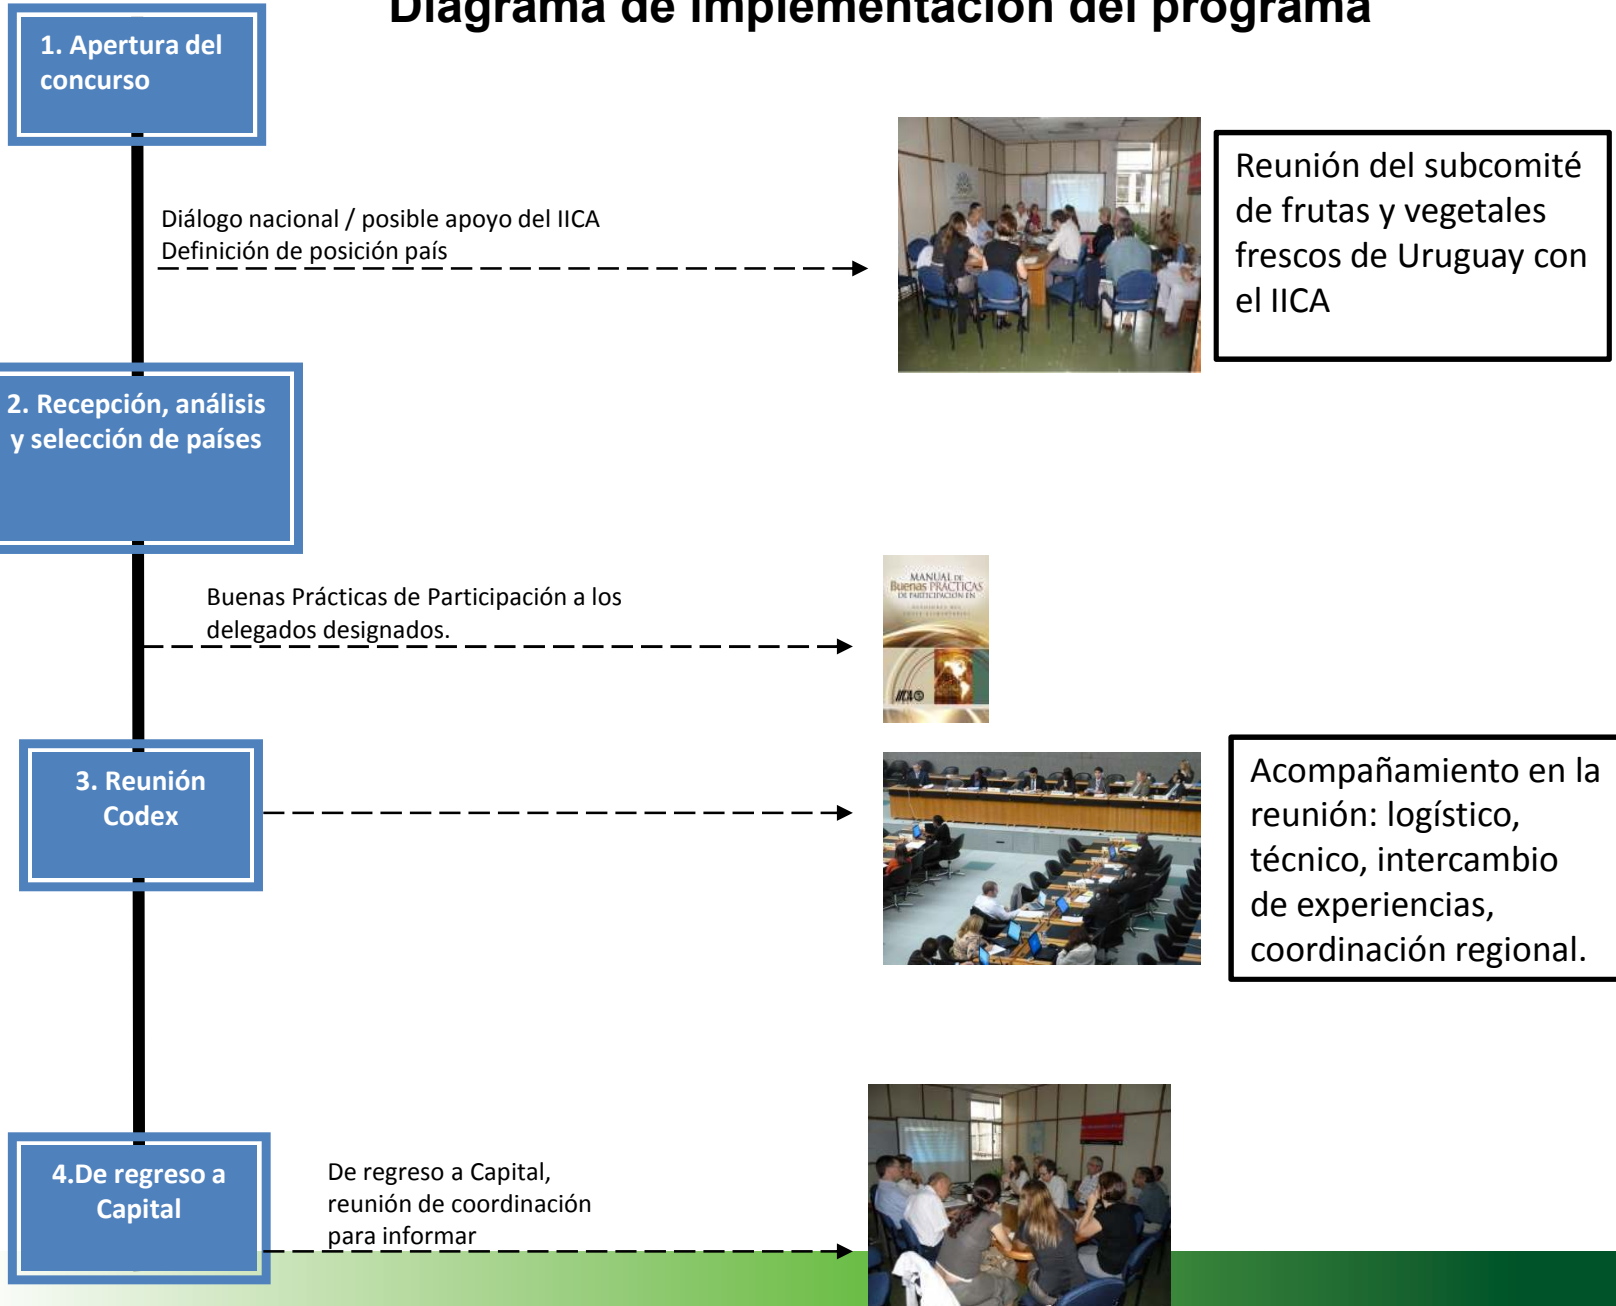 Diagrama de implementación del programa
1. Apertura del
concurso
Diálogo nacional / posible apoyo del IICA
Definición de posición país
Reunión del subcomité
de frutas y vegetales
frescos de Uruguay con
el IICA
2. Recepción, análisis
y selección de países
Buenas Prácticas de Participación a los
delegados designados.
MANUAL DE
Buenas PRÁCTICAS
DE PARTICIPACIÓN EN
IICA
3. Reunión
Codex
Acompañamiento en la
reunión: logístico,
técnico, intercambio
de experiencias,
coordinación regional.
4.De regreso a
Capital
De regreso a Capital,
reunión de coordinación
para informar